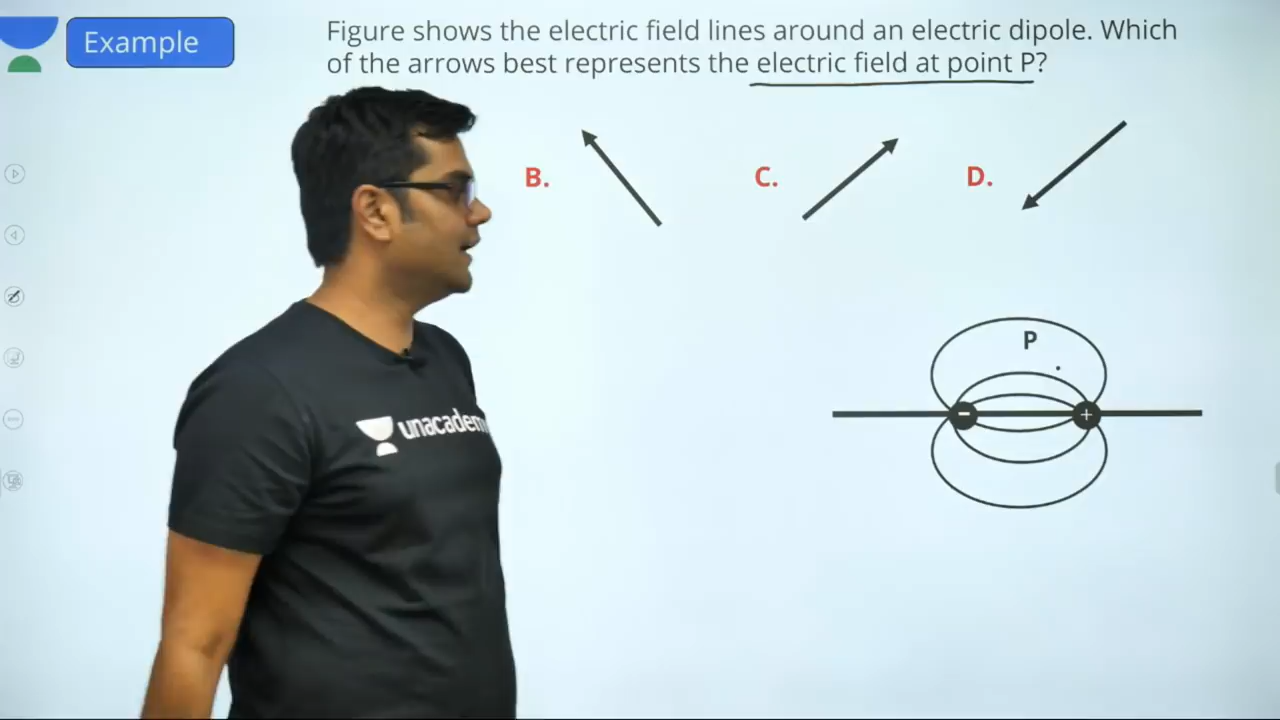 Example
Figure shows the electric field lines around an electric dipole. Which
of the arrows best represents the electric field at point P?
B.
C.
D.
P
-
+
unacadem